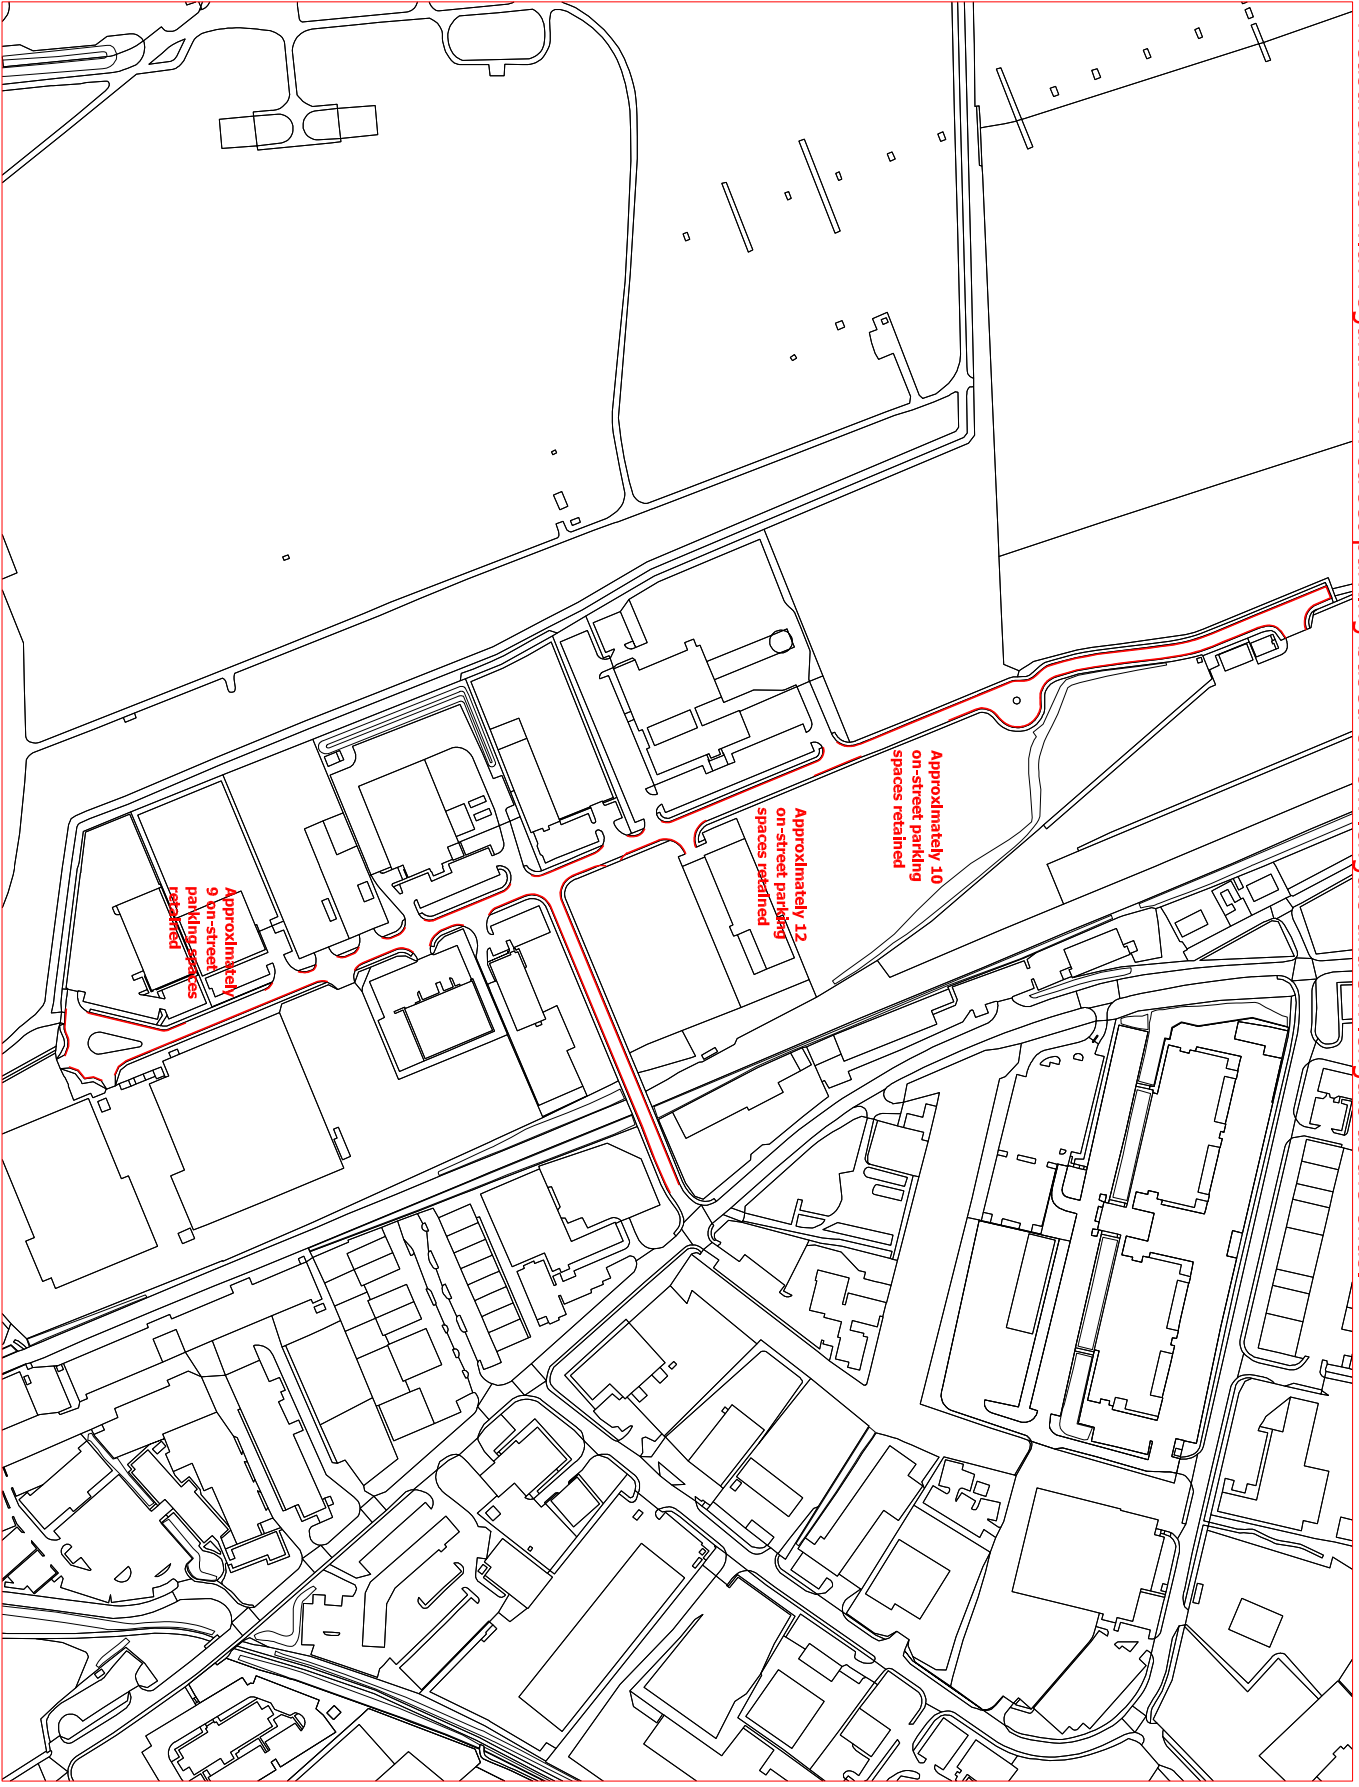 Approximately 10
on-street parking
spaces retained
Approximately 12
on-street parking
spaces retained
Approximately
9 on-street
parking spaces
retained